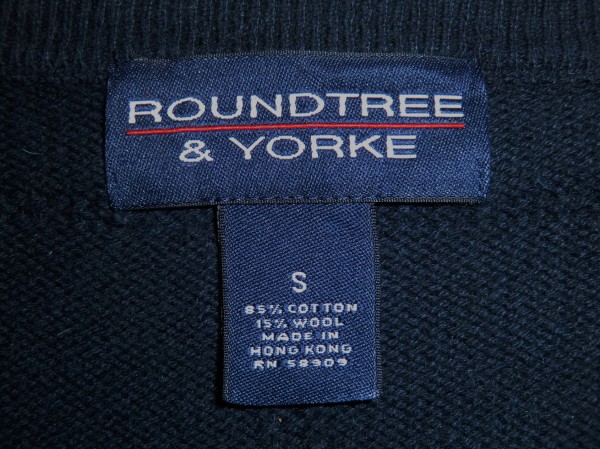 ROUNDTREE
& YORKE
S
85% COTTON
15% WOOL
MADE IN
HONG KONG
RN 58909